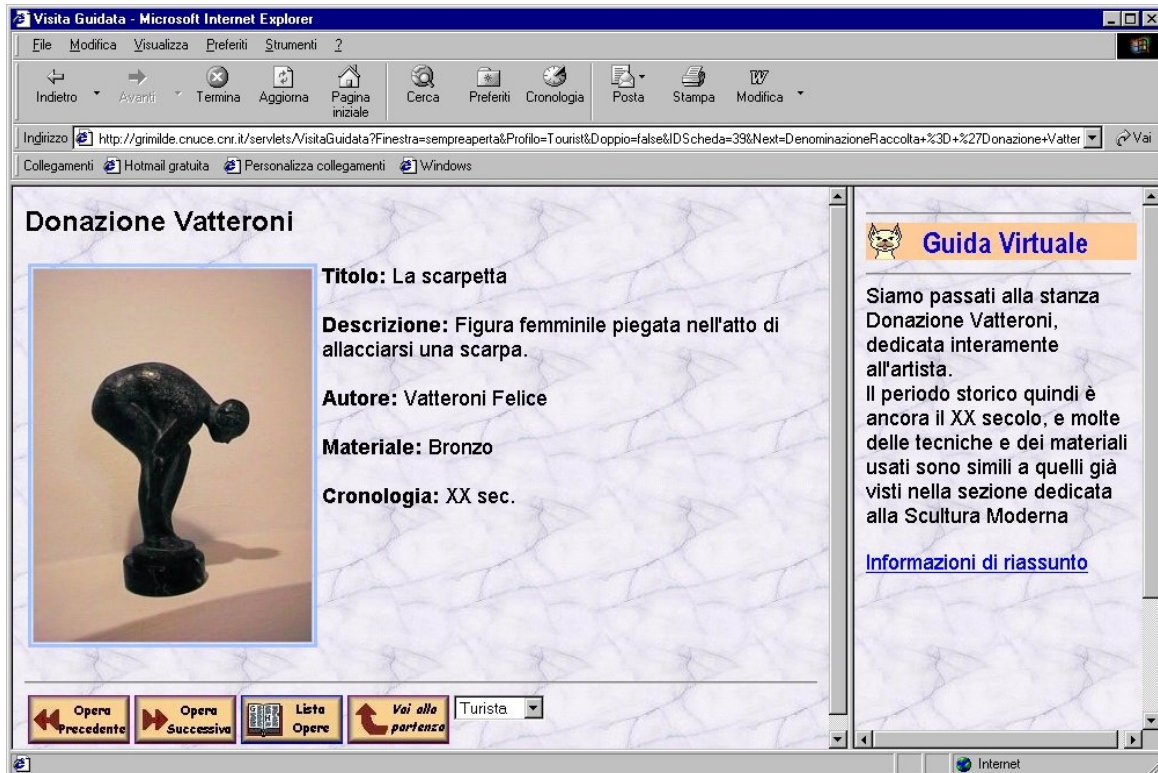 Visita Guidata - Microsoft Internet Explorer
File Modifica Visualizza Preferiti Strumenti ?
Indietro Avanti Termina Aggiorna Pagina iniziale Cerca Preferiti Cronologia Posta Stampa Modifica
Indirizzo http://grimilde.cnuce.cnr.it/servlets/VisitaGuidata?Finestra=sempreaperta&Profilo=Tourist&Doppio=false&IDScheda=39&Next=DenominazioneRaccolta+%3D+%27Donazione+Vatter Vai
Collegamenti Hotmail gratuita Personalizza collegamenti Windows
Donazione Vatteroni
Titolo: La scarpetta
Descrizione: Figura femminile piegata nell'atto di
allacciarsi una scarpa.
Autore: Vatteroni Felice
Materiale: Bronzo
Cronologia: XX sec.
Opera Precedente
Opera Successiva
Lista Opere
Vai alla partenza
Turista
Guida Virtuale
Siamo passati alla stanza
Donazione Vatteroni,
dedicata interamente
all'artista.
Il periodo storico quindi è
ancora il XX secolo, e molte
delle tecniche e dei materiali
usati sono simili a quelli già
visti nella sezione dedicata
alla Scultura Moderna
Informazioni di riassunto
Internet